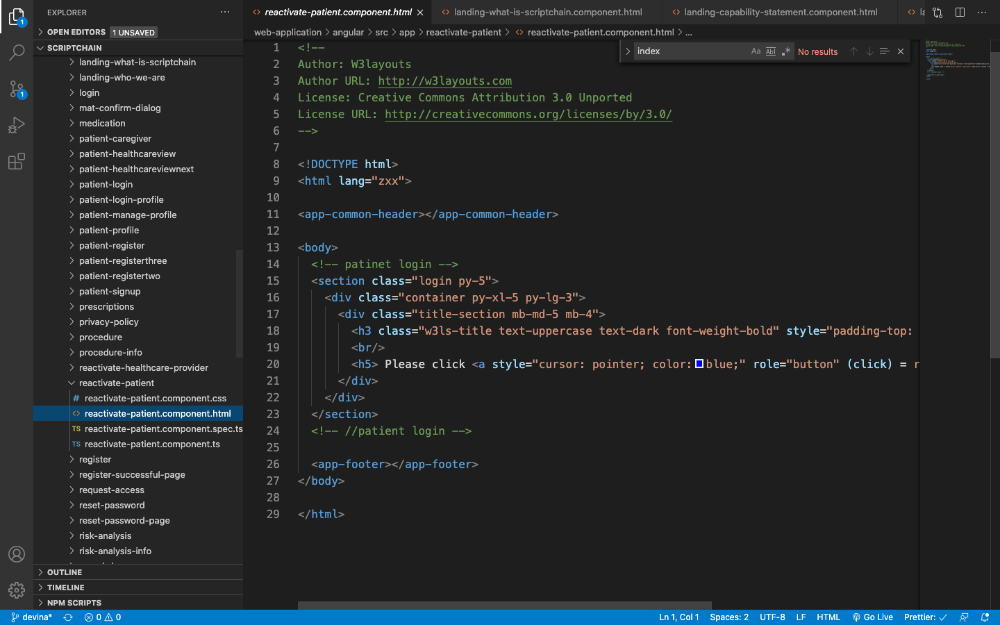 EXPLORER
OPEN EDITORS 1 UNSAVED
SCRIPTCHAIN
landing-what-is-scriptchain
landing-who-we-are
login
mat-confirm-dialog
medication
patient-caregiver
patient-healthcareview
patient-healthcareviewnext
patient-login
patient-login-profile
patient-manage-profile
patient-profile
patient-register
patient-registerthree
patient-registertwo
patient-signup
prescriptions
privacy-policy
procedure
procedure-info
reactivate-healthcare-provider
reactivate-patient
# reactivate-patient.component.css
<> reactivate-patient.component.html
TS reactivate-patient.component.spec.ts
TS reactivate-patient.component.ts
register
register-successful-page
request-access
reset-password
reset-password-page
risk-analysis
risk-analysis-info
OUTLINE
TIMELINE
NPM SCRIPTS
1
1
<> reactivate-patient.component.html
<> landing-what-is-scriptchain.component.html
<> landing-capability-statement.component.html
<> la
web-application > angular > src > app > reactivate-patient > <> reactivate-patient.component.html > ...
index Aa Abl .* No results
1 <!--
2 Author: W3layouts
3 Author URL: http://w3layouts.com
4 License: Creative Commons Attribution 3.0 Unported
5 License URL: http://creativecommons.org/licenses/by/3.0/
6 -->
7
8 <!DOCTYPE html>
9 <html lang="zxx">
10
11 <app-common-header></app-common-header>
12
13 <body>
14 <!-- patinet login -->
15 <section class="login py-5">
16 <div class="container py-xl-5 py-lg-3">
17 <div class="title-section mb-md-5 mb-4">
18 <h3 class="w3ls-title text-uppercase text-dark font-weight-bold" style="padding-top:
19 <br/>
20 <h5> Please click <a style="cursor: pointer; color: blue;" role="button" (click) = r
21 </div>
22 </div>
23 </section>
24 <!-- //patient login -->
25
26 <app-footer></app-footer>
27 </body>
28
29 </html>
devina* 0 0 Ln 1, Col 1 Spaces: 2 UTF-8 LF HTML Go Live Prettier: ✓